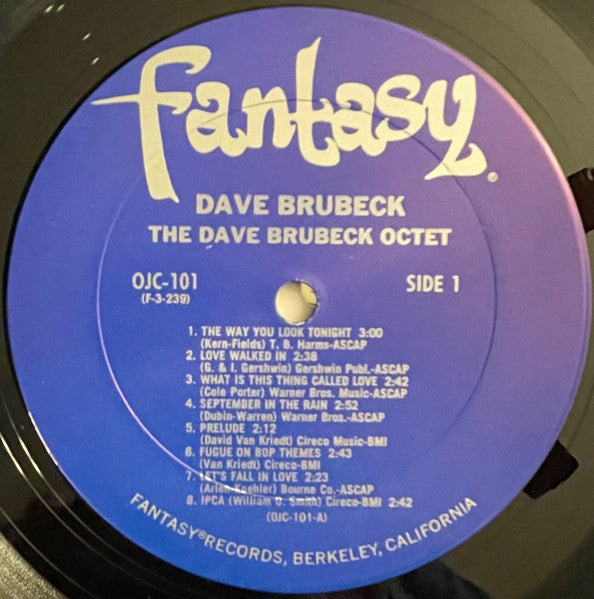 fantasy®
DAVE BRUBECK
THE DAVE BRUBECK OCTET
OJC-101
(F-3-239)
SIDE 1
1. THE WAY YOU LOOK TONIGHT 3:00
(Kern-Fields) T. B. Harms-ASCAP
2. LOVE WALKED IN 2:38
(G. & I. Gershwin) Gershwin Publ.-ASCAP
3. WHAT IS THIS THING CALLED LOVE 2:42
(Cole Porter) Warner Bros. Music-ASCAP
4. SEPTEMBER IN THE RAIN 2:52
(Dubin-Warren) Warner Bros.-ASCAP
5. PRELUDE 2:12
(David Van Kriedt) Cireco Music-BMI
6. FUGUE ON BOP THEMES 2:43
(Van Kriedt) Cireco-BMI
7. LET'S FALL IN LOVE 2:23
(Arlen-Koehler) Bourne Co.-ASCAP
8. IPCA (William O. Smith) Cireco-BMI 2:42
(OJC-101-A)
FANTASY® RECORDS, BERKELEY, CALIFORNIA